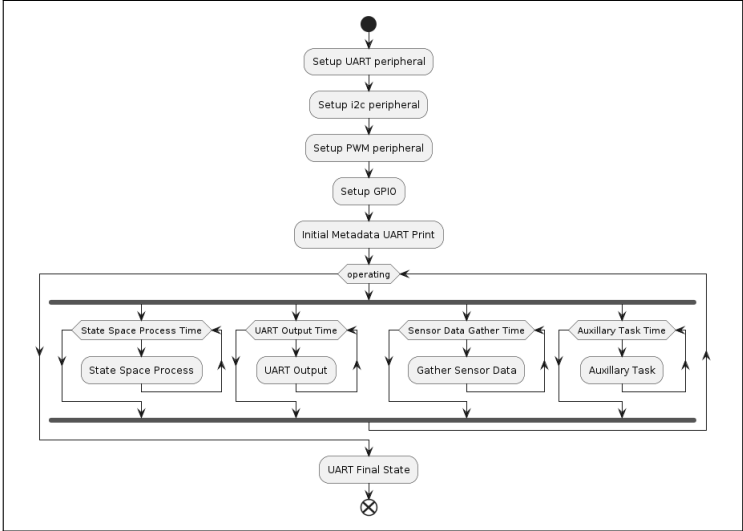 Setup UART peripheral
Setup i2c peripheral
Setup PWM peripheral
Setup GPIO
Initial Metadata UART Print
operating
State Space Process Time
UART Output Time
Sensor Data Gather Time
Auxillary Task Time
State Space Process
UART Output
Gather Sensor Data
Auxillary Task
UART Final State